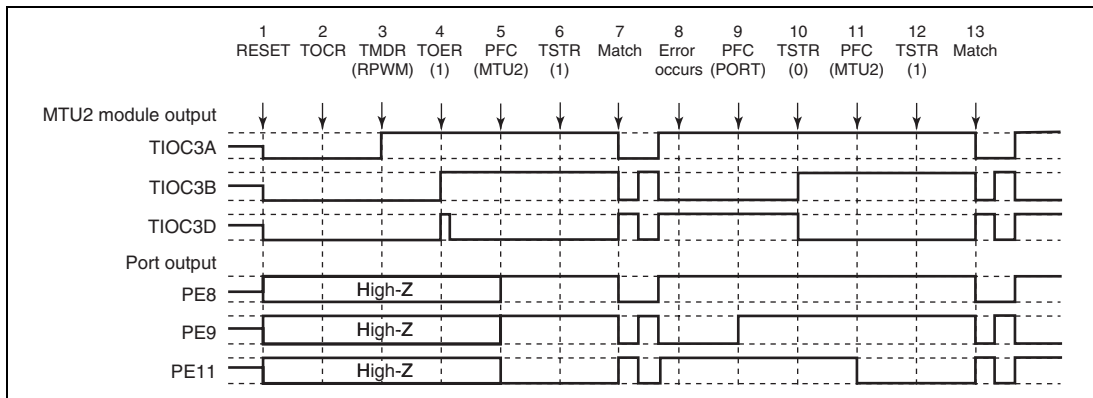 1 2 3 4 5 6 7 8 9 10 11 12 13
RESET TOCR TMDR TOER PFC TSTR Match Error PFC TSTR PFC TSTR Match
(RPWM) (1) (MTU2) (1) occurs (PORT) (0) (MTU2) (1)
MTU2 module output
TIOC3A
TIOC3B
TIOC3D
Port output
PE8 High-Z
PE9 High-Z
PE11 High-Z